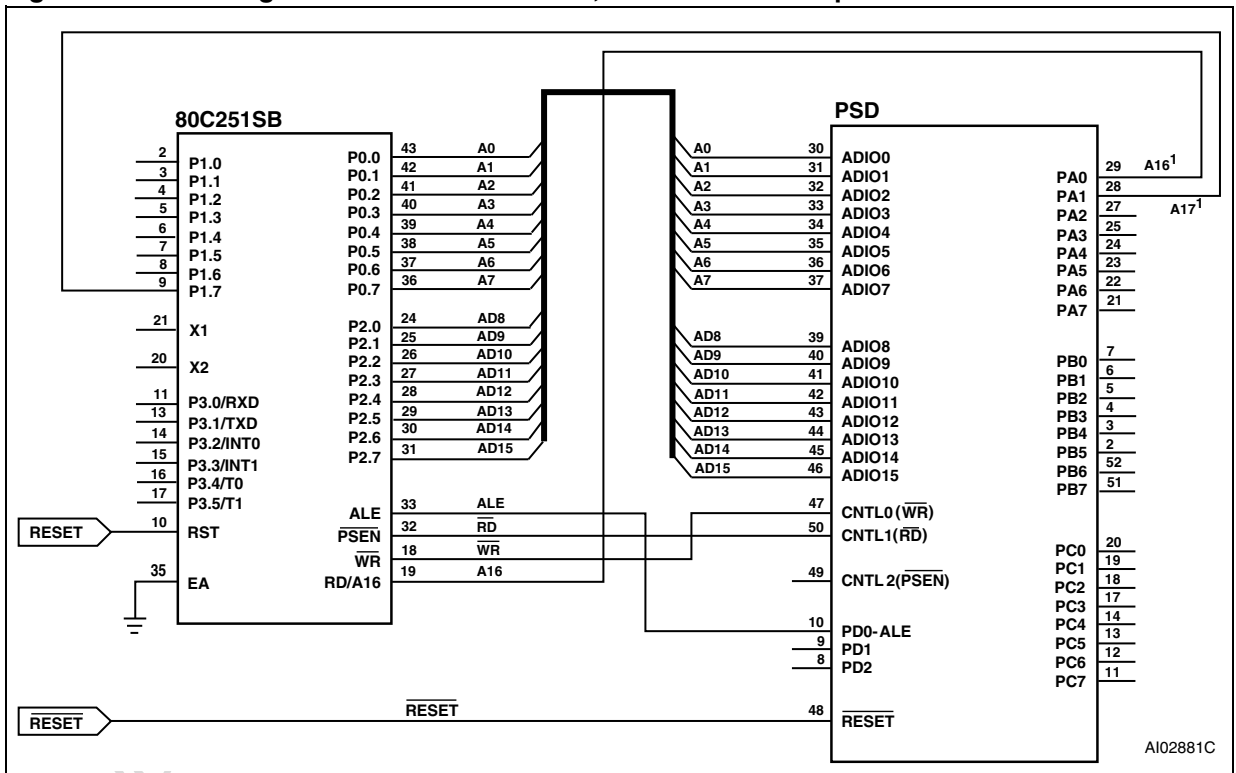 80C251SB
2 P1.0
3 P1.1
4 P1.2
5 P1.3
6 P1.4
7 P1.5
8 P1.6
9 P1.7
21 X1
20 X2
11 P3.0/RXD
13 P3.1/TXD
14 P3.2/INT0
15 P3.3/INT1
16 P3.4/T0
17 P3.5/T1
RESET 10 RST
35 EA
P0.0 43 A0
P0.1 42 A1
P0.2 41 A2
P0.3 40 A3
P0.4 39 A4
P0.5 38 A5
P0.6 37 A6
P0.7 36 A7
P2.0 24 AD8
P2.1 25 AD9
P2.2 26 AD10
P2.3 27 AD11
P2.4 28 AD12
P2.5 29 AD13
P2.6 30 AD14
P2.7 31 AD15
ALE 33 ALE
PSEN 32 RD
WR 18 WR
RD/A16 19 A16
PSD
A0 30 ADIO0
A1 31 ADIO1
A2 32 ADIO2
A3 33 ADIO3
A4 34 ADIO4
A5 35 ADIO5
A6 36 ADIO6
A7 37 ADIO7
AD8 39 ADIO8
AD9 40 ADIO9
AD10 41 ADIO10
AD11 42 ADIO11
AD12 43 ADIO12
AD13 44 ADIO13
AD14 45 ADIO14
AD15 46 ADIO15
47 CNTL0(WR)
50 CNTL1(RD)
49 CNTL 2(PSEN)
10 PD0-ALE
9 PD1
8 PD2
RESET RESET 48 RESET
PA0 29 A16¹
PA1 28 A17¹
PA2 27
PA3 25
PA4 24
PA5 23
PA6 22
PA7 21
PB0 7
PB1 6
PB2 5
PB3 4
PB4 3
PB5 2
PB6 52
PB7 51
PC0 20
PC1 19
PC2 18
PC3 17
PC4 14
PC5 13
PC6 12
PC7 11
AI02881C